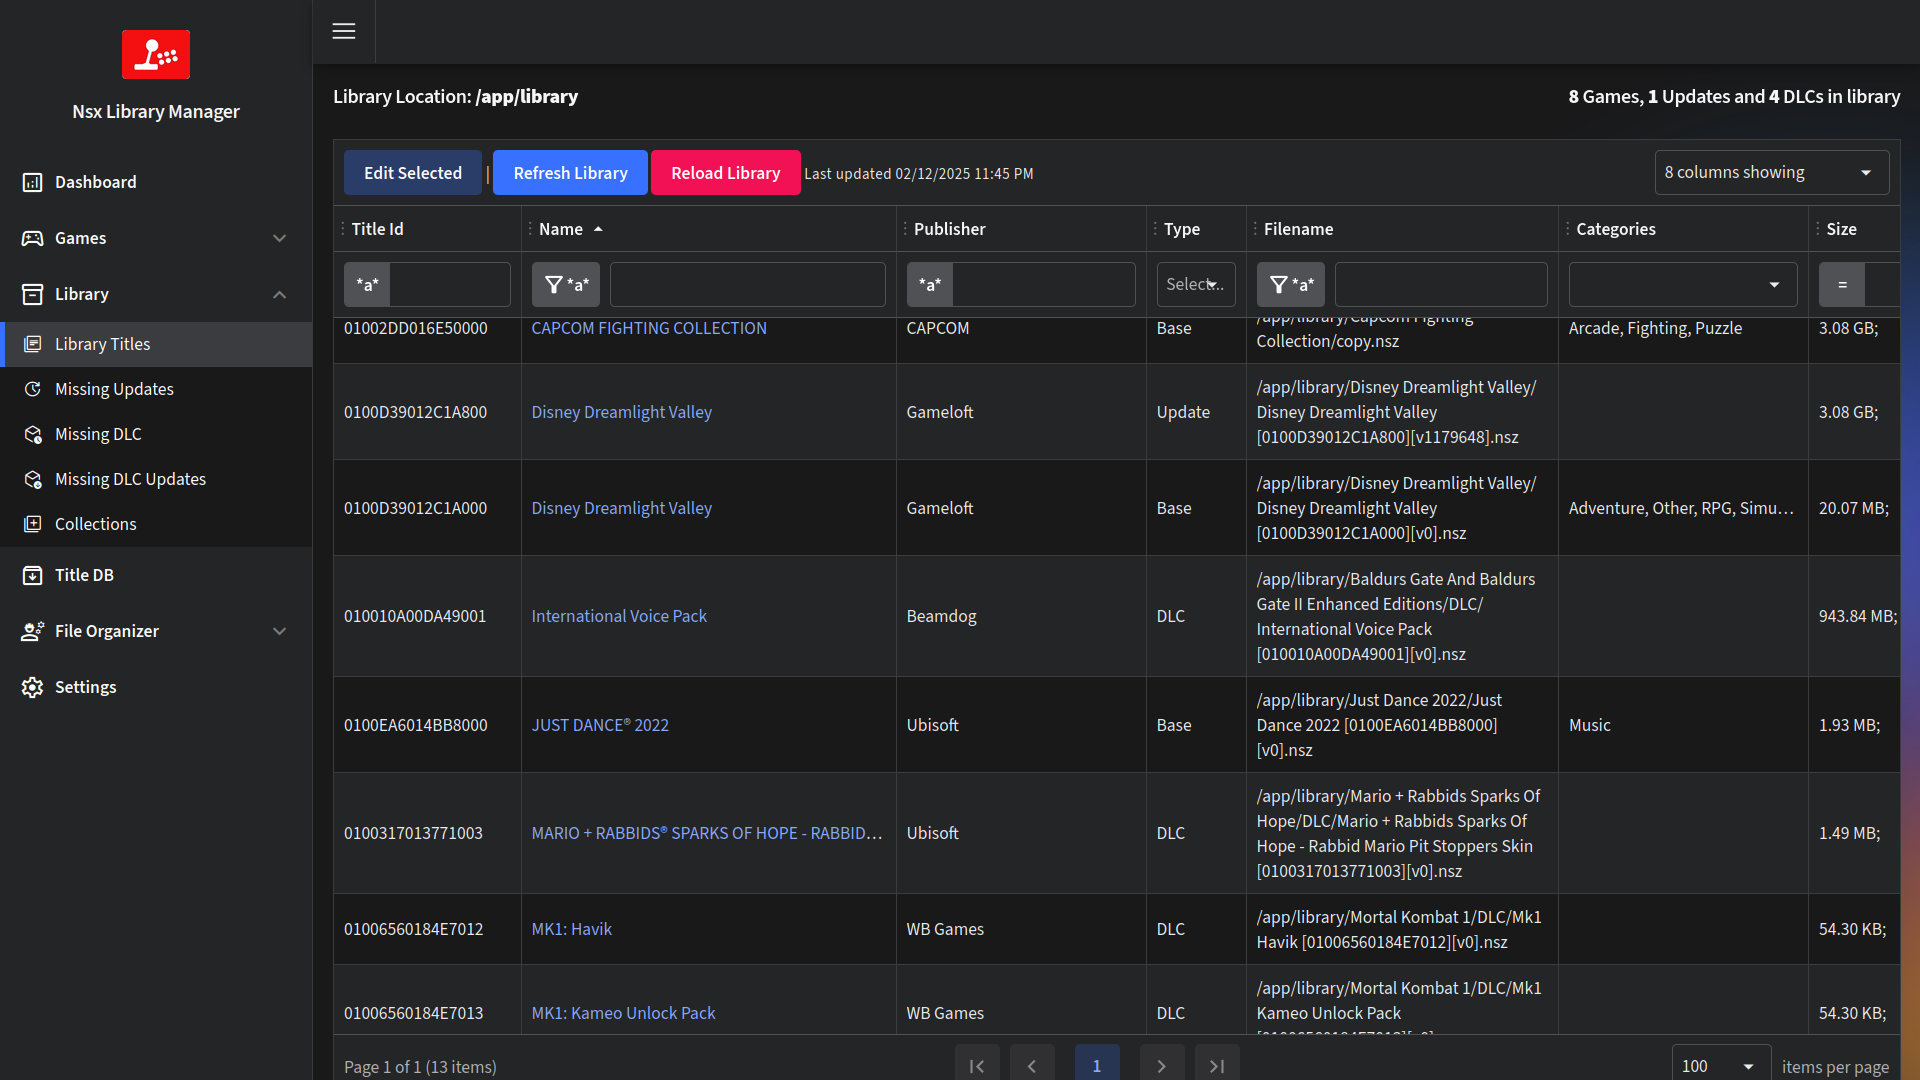 Nsx Library Manager
Dashboard
Games
Library
Library Titles
Missing Updates
Missing DLC
Missing DLC Updates
Collections
Title DB
File Organizer
Settings
Library Location: /app/library
8 Games, 1 Updates and 4 DLCs in library
Edit Selected | Refresh Library Reload Library Last updated 02/12/2025 11:45 PM
8 columns showing
Title Id Name Publisher Type Filename Categories Size
*a* *a* *a* Select... *a* =
01002DD016E50000 CAPCOM FIGHTING COLLECTION CAPCOM Base
/app/library/Capcom Fighting
Collection/copy.nsz
Arcade, Fighting, Puzzle 3.08 GB;
0100D39012C1A800 Disney Dreamlight Valley Gameloft Update
/app/library/Disney Dreamlight Valley/
Disney Dreamlight Valley
[0100D39012C1A800][v1179648].nsz
3.08 GB;
0100D39012C1A000 Disney Dreamlight Valley Gameloft Base
/app/library/Disney Dreamlight Valley/
Disney Dreamlight Valley
[0100D39012C1A000][v0].nsz
Adventure, Other, RPG, Simu... 20.07 MB;
010010A00DA49001 International Voice Pack Beamdog DLC
/app/library/Baldurs Gate And Baldurs
Gate II Enhanced Editions/DLC/
International Voice Pack
[010010A00DA49001][v0].nsz
943.84 MB;
0100EA6014BB8000 JUST DANCE® 2022 Ubisoft Base
/app/library/Just Dance 2022/Just
Dance 2022 [0100EA6014BB8000]
[v0].nsz
Music 1.93 MB;
0100317013771003 MARIO + RABBIDS® SPARKS OF HOPE - RABBID... Ubisoft DLC
/app/library/Mario + Rabbids Sparks Of
Hope/DLC/Mario + Rabbids Sparks Of
Hope - Rabbid Mario Pit Stoppers Skin
[0100317013771003][v0].nsz
1.49 MB;
01006560184E7012 MK1: Havik WB Games DLC
/app/library/Mortal Kombat 1/DLC/Mk1
Havik [01006560184E7012][v0].nsz
54.30 KB;
01006560184E7013 MK1: Kameo Unlock Pack WB Games DLC
/app/library/Mortal Kombat 1/DLC/Mk1
Kameo Unlock Pack
54.30 KB;
Page 1 of 1 (13 items)
1
100 items per page